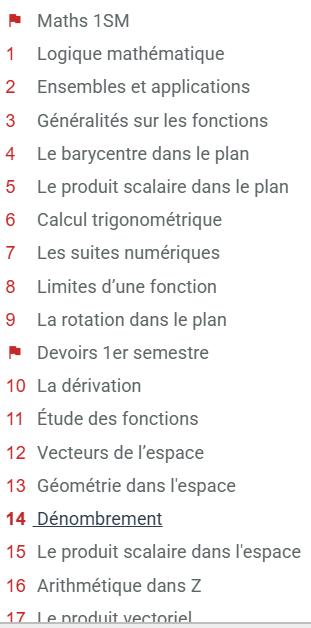 Maths 1SM
1 Logique mathématique
2 Ensembles et applications
3 Généralités sur les fonctions
4 Le barycentre dans le plan
5 Le produit scalaire dans le plan
6 Calcul trigonométrique
7 Les suites numériques
8 Limites d’une fonction
9 La rotation dans le plan
Devoirs 1er semestre
10 La dérivation
11 Étude des fonctions
12 Vecteurs de l’espace
13 Géométrie dans l'espace
14 Dénombrement
15 Le produit scalaire dans l'espace
16 Arithmétique dans Z
17 Le produit vectoriel